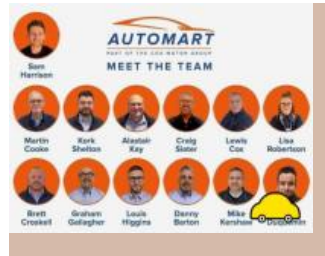 AUTOMART
PART OF THE COX MOTOR GROUP
MEET THE TEAM
Sam
Harrison
Martin Alastair Craig Lewis Lisa
Cooke Shelton Kay Slater Cox Robertson
Brett Graham Louis Danny Mike
Croskell Gallagher Higgins Barton Kershaw